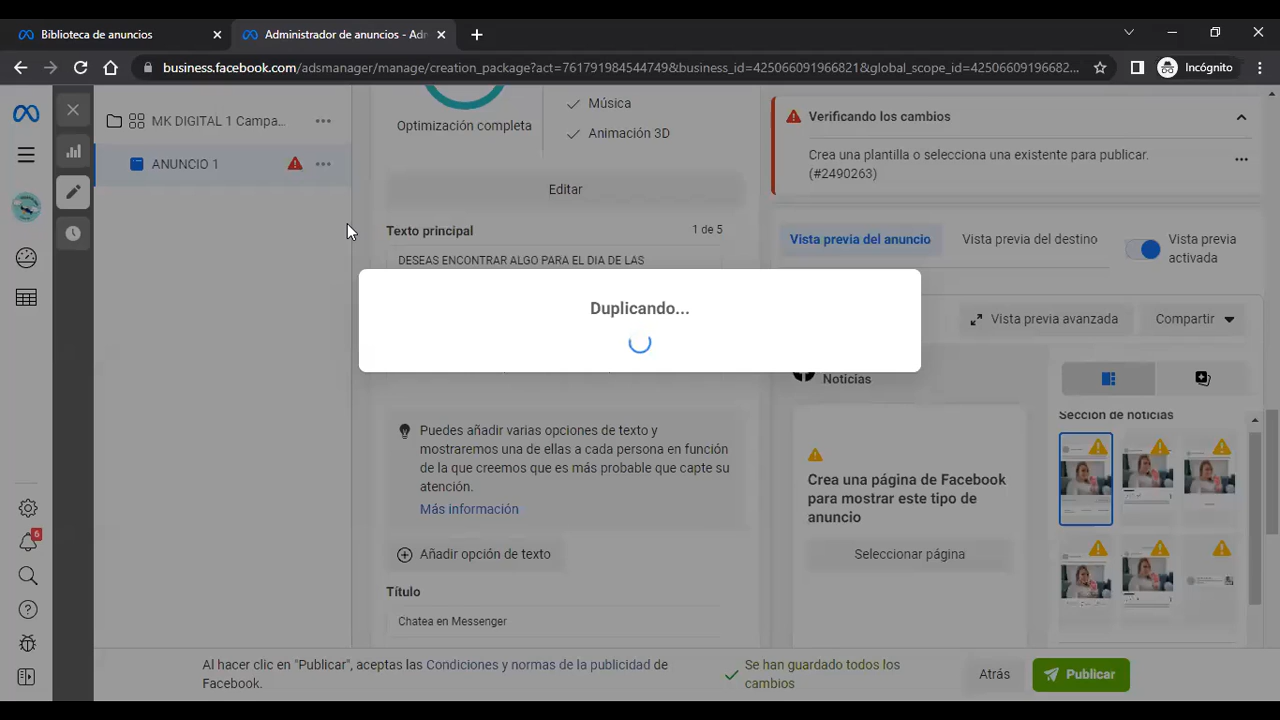 Biblioteca de anuncios
Administrador de anuncios - Adn
business.facebook.com/adsmanager/manage/creation_package?act=761791984544749&business_id=425066091966821&global_scope_id=42506609196682...
Incógnito
MK DIGITAL 1 Campa...
ANUNCIO 1
6
Optimización completa
Música
Animación 3D
Editar
Texto principal
1 de 5
DESEAS ENCONTRAR ALGO PARA EL DIA DE LAS
Duplicando...
Puedes añadir varias opciones de texto y
mostraremos una de ellas a cada persona en función
de la que creemos que es más probable que capte su
atención.
Más información
Añadir opción de texto
Título
Chatea en Messenger
Verificando los cambios
Crea una plantilla o selecciona una existente para publicar.
(#2490263)
Vista previa del anuncio
Vista previa del destino
Vista previa
activada
Vista previa avanzada
Compartir
Noticias
Sección de noticias
Crea una página de Facebook
para mostrar este tipo de
anuncio
Seleccionar página
Al hacer clic en "Publicar", aceptas las Condiciones y normas de la publicidad de
Facebook.
Se han guardado todos los
cambios
Atrás
Publicar